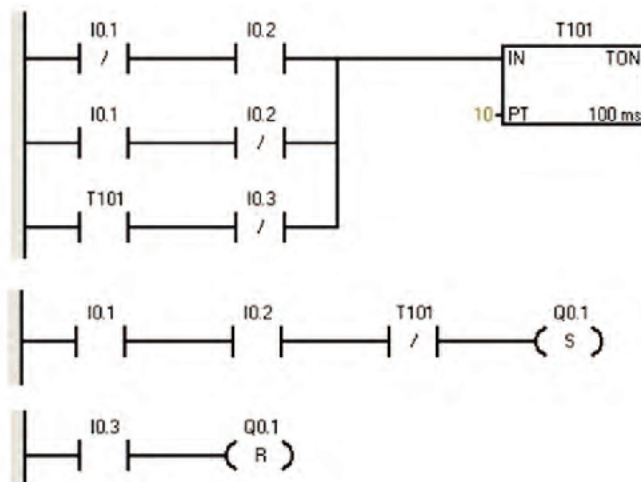 I0.1 I0.2 T101
/ IN TON
10 PT 100 ms
I0.1 I0.2
/
T101 I0.3
/
I0.1 I0.2 T101 Q0.1
/ S
I0.3 Q0.1
R